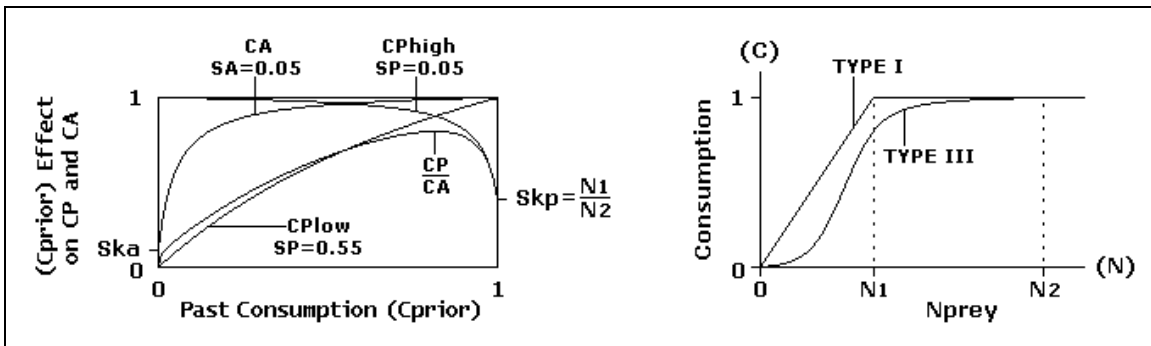 CA
SA=0.05
CPhigh
SP=0.05
(Cprior) Effect
on CP and CA
1
Ska
0
CP
CA
CPlow
SP=0.55
Skp=N1
N2
0
1
Past Consumption (Cprior)
(C)
TYPE I
1
TYPE III
Consumption
0
(N)
0
N1
N2
Nprey